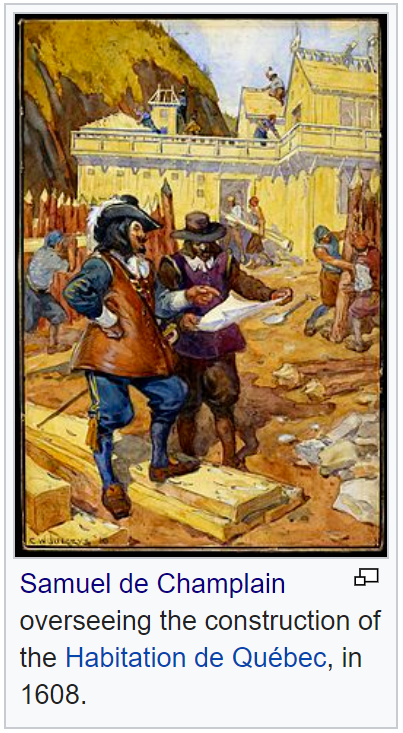 Samuel de Champlain
overseeing the construction of
the Habitation de Québec, in
1608.